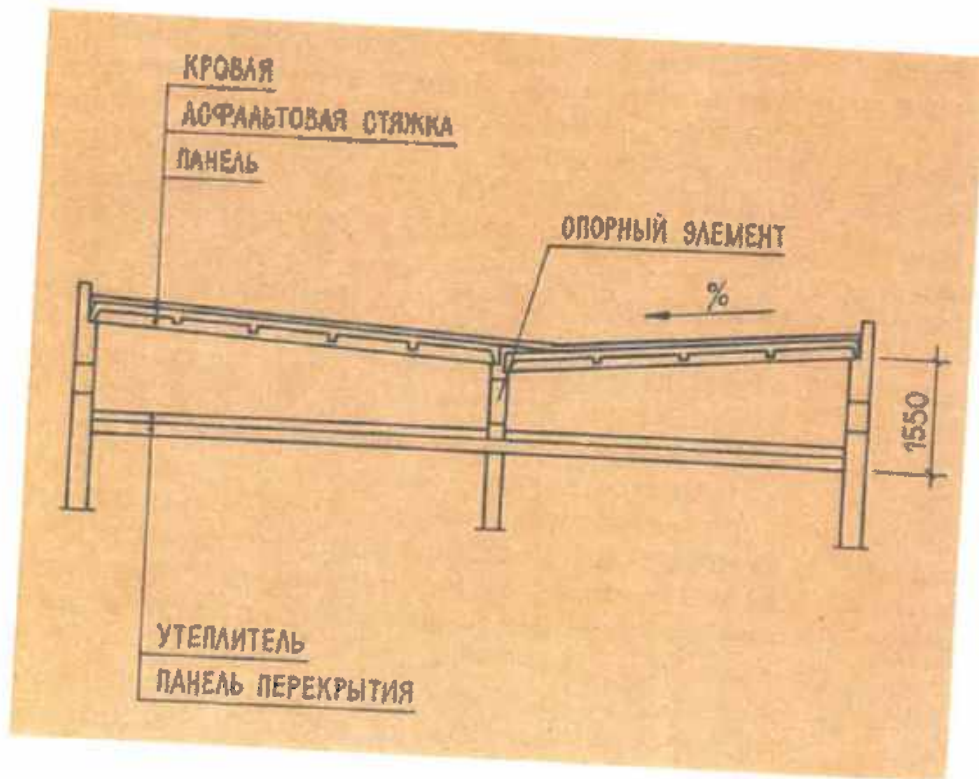 КРОВЛЯ
АСФАЛЬТОВАЯ СТЯЖКА
ПАНЕЛЬ
ОПОРНЫЙ ЭЛЕМЕНТ
%
1550
УТЕПЛИТЕЛЬ
ПАНЕЛЬ ПЕРЕКРЫТИЯ